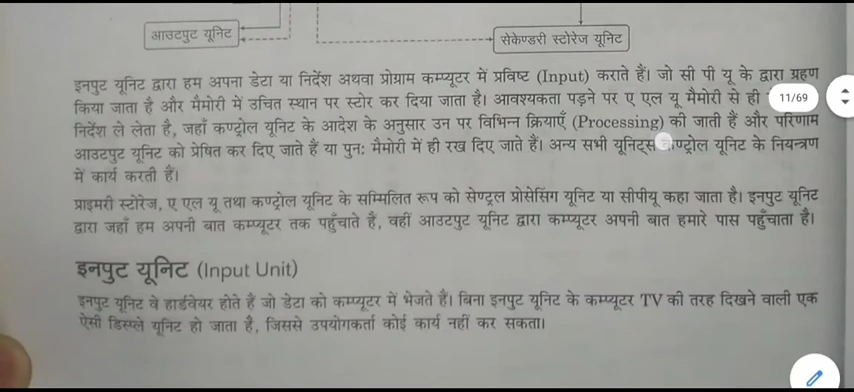 आउटपुट यूनिट
सेकेण्डरी स्टोरेज यूनिट
इनपुट यूनिट द्वारा हम अपना डेटा या निर्देश अथवा प्रोग्राम कम्प्यूटर में प्रविष्ट (Input) कराते हैं। जो सी पी यू के द्वारा ग्रहण
किया जाता है और मैमोरी में उचित स्थान पर स्टोर कर दिया जाता है। आवश्यकता पड़ने पर ए एल यू मैमोरी से ही
11/69
निर्देश ले लेता है, जहाँ कण्ट्रोल यूनिट के आदेश के अनुसार उन पर विभिन्न क्रियाएँ (Processing) की जाती हैं और परिणाम
आउटपुट यूनिट को प्रेषित कर दिए जाते हैं या पुन: मैमोरी में ही रख दिए जाते हैं। अन्य सभी यूनिट्स कण्ट्रोल यूनिट के नियन्त्रण
में कार्य करती हैं।
प्राइमरी स्टोरेज, ए एल यू तथा कण्ट्रोल यूनिट के सम्मिलित रूप को सेण्ट्रल प्रोसेसिंग यूनिट या सीपीयू कहा जाता है। इनपुट यूनिट
द्वारा जहाँ हम अपनी बात कम्प्यूटर तक पहुँचाते हैं, वहीं आउटपुट यूनिट द्वारा कम्प्यूटर अपनी बात हमारे पास पहुँचाता है।
इनपुट यूनिट (Input Unit)
इनपुट यूनिट वे हार्डवेयर होते हैं जो डेटा को कम्प्यूटर में भेजते हैं। बिना इनपुट यूनिट के कम्प्यूटर TV की तरह दिखने वाली एक
ऐसी डिस्प्ले यूनिट हो जाता है, जिससे उपयोगकर्ता कोई कार्य नहीं कर सकता।